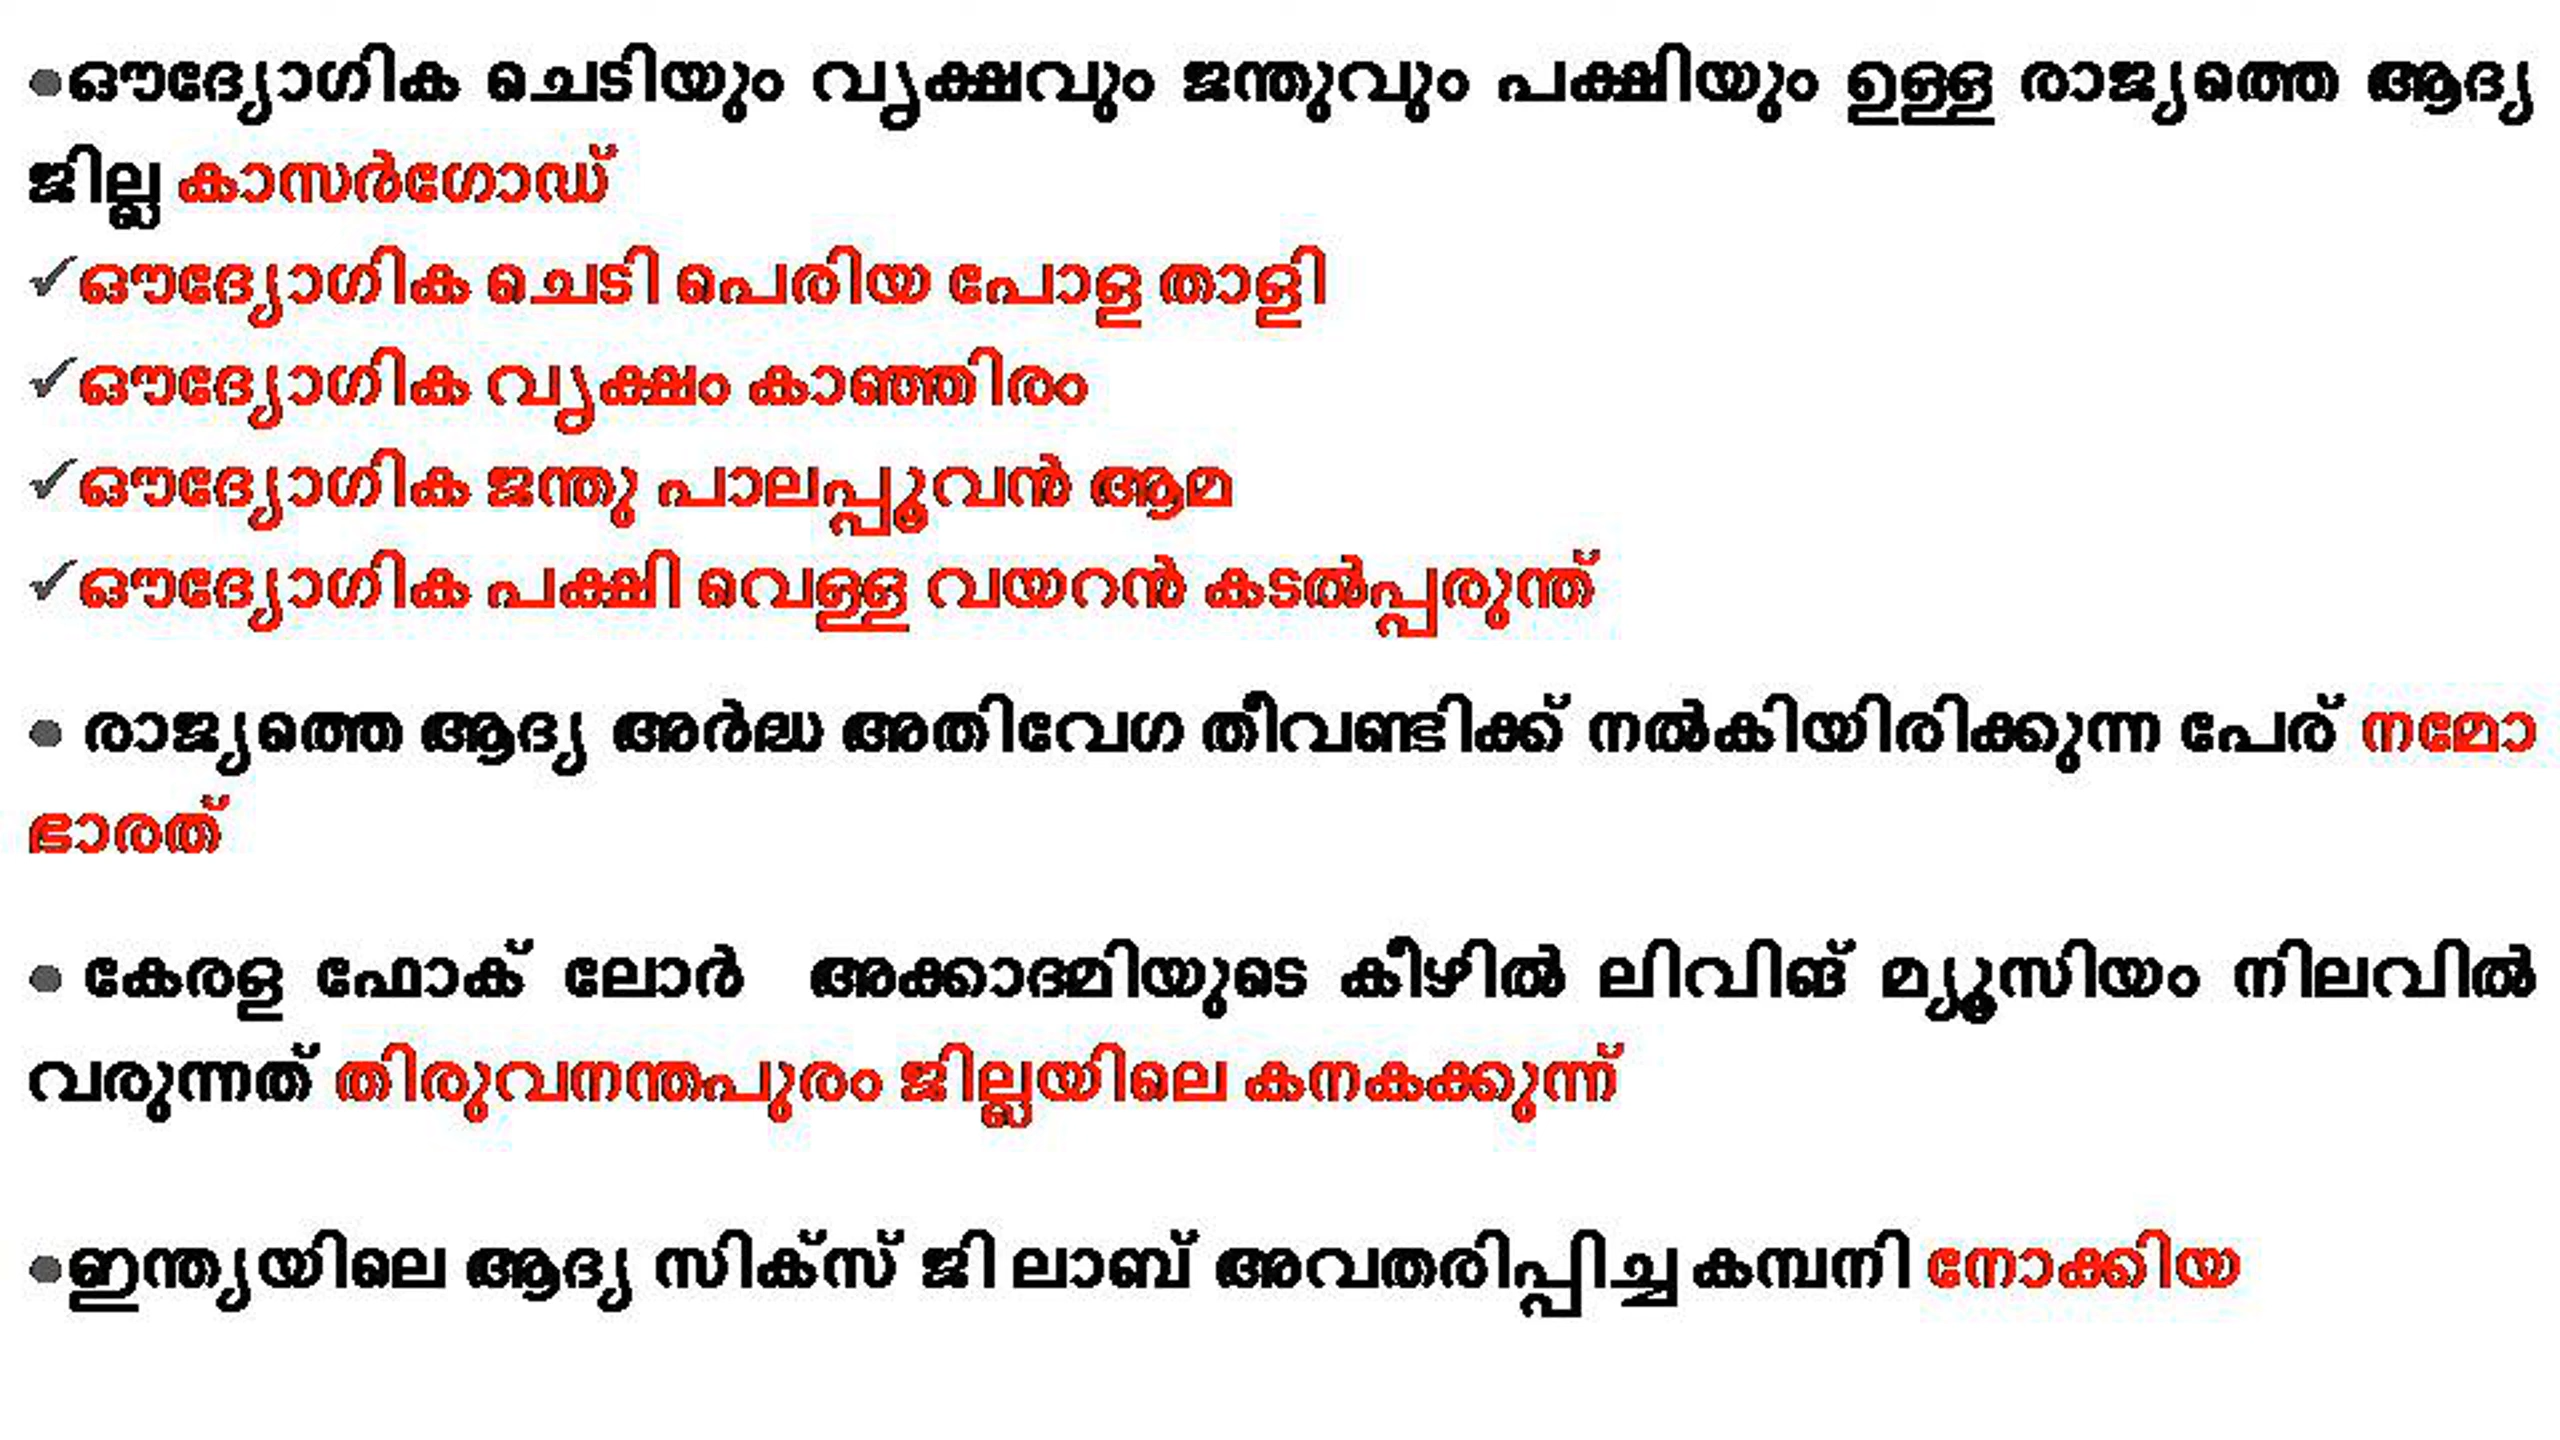 ●ഔദ്യോഗിക ചെടിയും വൃക്ഷവും ജന്തുവും പക്ഷിയും ഉള്ള രാജ്യത്തെ ആദ്യ
ജില്ല കാസർഗോഡ്
✓ഔദ്യോഗിക ചെടി പെരിയ പോള താളി
✓ഔദ്യോഗിക വൃക്ഷം കാഞ്ഞിരം
✓ഔദ്യോഗിക ജന്തു പാലപ്പൂവൻ ആമ
✓ഔദ്യോഗിക പക്ഷി വെള്ള വയറൻ കടൽപ്പരുന്ത്
● രാജ്യത്തെ ആദ്യ അർദ്ധ അതിവേഗ തീവണ്ടിക്ക് നൽകിയിരിക്കുന്ന പേര് നമോ
ഭാരത്
● കേരള ഫോക് ലോർ അക്കാദമിയുടെ കീഴിൽ ലിവിങ് മ്യൂസിയം നിലവിൽ
വരുന്നത് തിരുവനന്തപുരം ജില്ലയിലെ കനകക്കുന്ന്
●ഇന്ത്യയിലെ ആദ്യ സിക്സ് ജി ലാബ് അവതരിപ്പിച്ച കമ്പനി നോക്കിയ